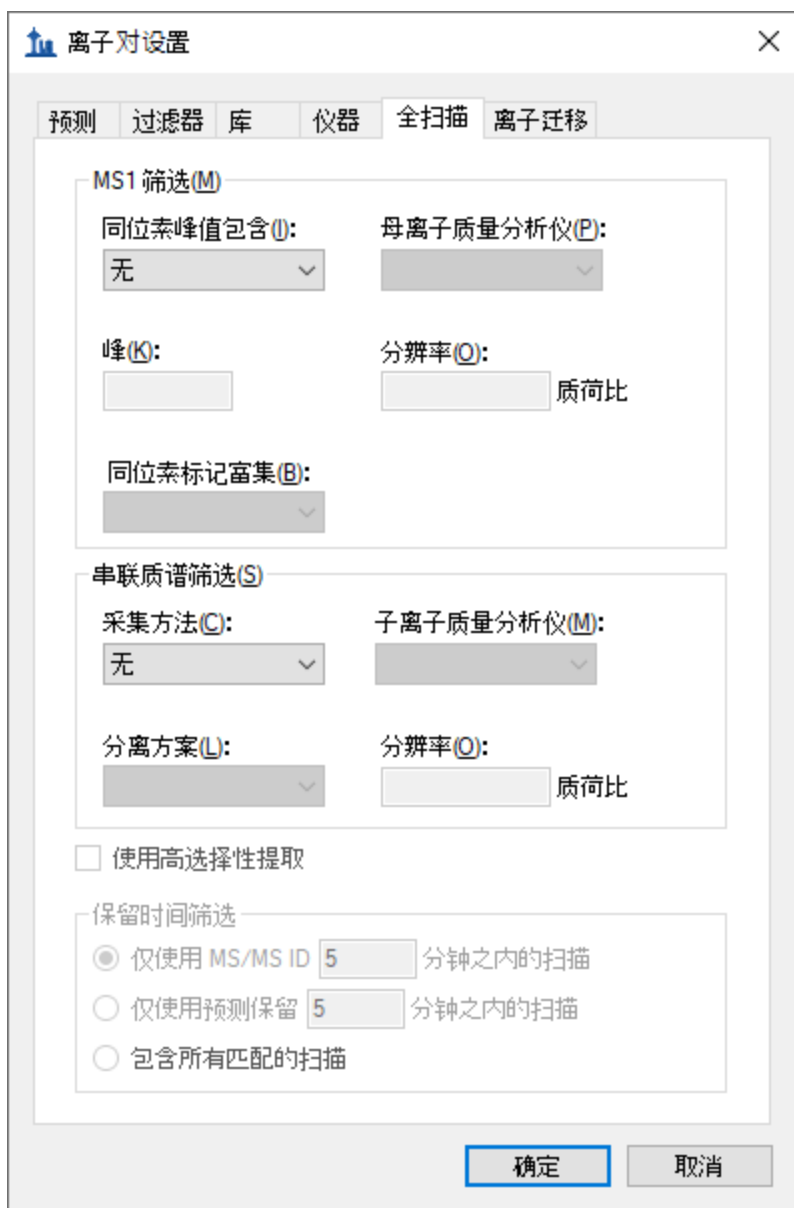 离子对设置
预测 过滤器 库 仪器 全扫描 离子迁移
MS1 筛选(M)
同位素峰值包含(I): 母离子质量分析仪(P):
无
峰(K): 分辨率(O):
质荷比
同位素标记富集(B):
串联质谱筛选(S)
采集方法(C): 子离子质量分析仪(M):
无
分离方案(L): 分辨率(O):
质荷比
使用高选择性提取
保留时间筛选
仅使用 MS/MS ID 5 分钟之内的扫描
仅使用预测保留 5 分钟之内的扫描
包含所有匹配的扫描
确定 取消